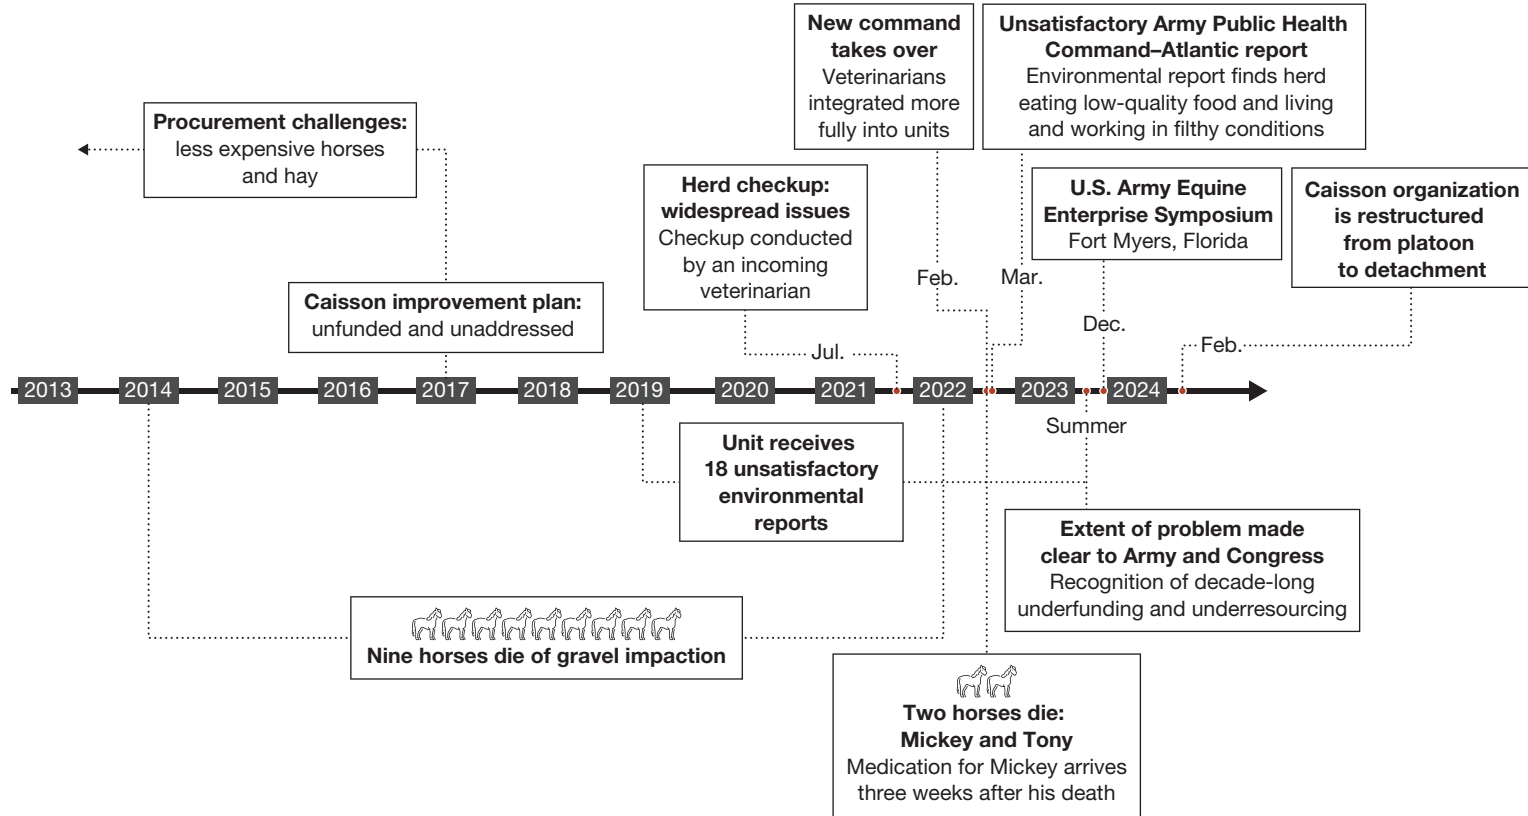 New command
takes over
Veterinarians
integrated more
fully into units
Unsatisfactory Army Public Health
Command–Atlantic report
Environmental report finds herd
eating low-quality food and living
and working in filthy conditions
Procurement challenges:
less expensive horses
and hay
Herd checkup:
widespread issues
Checkup conducted
by an incoming
veterinarian
U.S. Army Equine
Enterprise Symposium
Fort Myers, Florida
Caisson organization
is restructured
from platoon
to detachment
Caisson improvement plan:
unfunded and unaddressed
Feb.
Mar.
Dec.
Jul.
Feb.
2013
2014
2015
2016
2017
2018
2019
2020
2021
2022
2023
2024
Summer
Unit receives
18 unsatisfactory
environmental
reports
Extent of problem made
clear to Army and Congress
Recognition of decade-long
underfunding and underresourcing
Nine horses die of gravel impaction
Two horses die:
Mickey and Tony
Medication for Mickey arrives
three weeks after his death